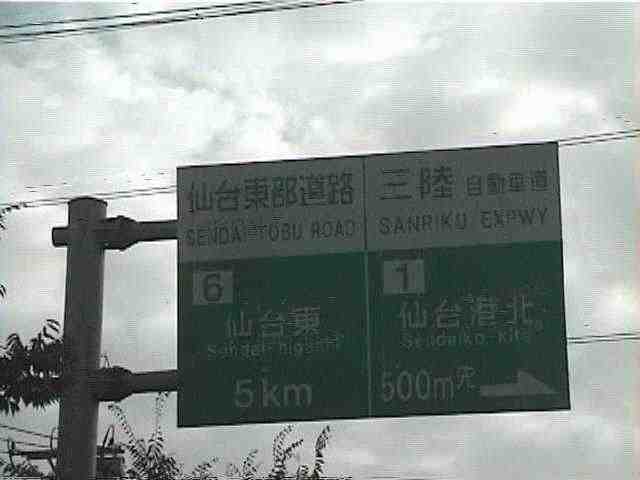 仙台東部道路
SENDAI TOBU ROAD
6
仙台東
Sendai-higashi
5km
三陸 自動車道
SANRIKU EXPWY
1
仙台港北
Sendaiko-Kita
500m先